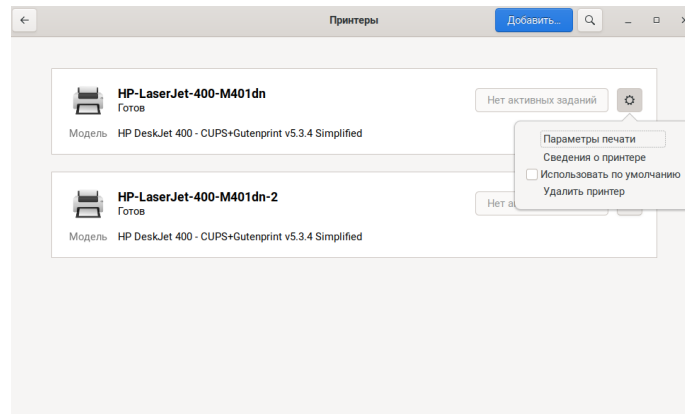 Принтеры
Добавить...
HP-LaserJet-400-M401dn
Готов
Нет активных заданий
Модель HP DeskJet 400 - CUPS+Gutenprint v5.3.4 Simplified
Параметры печати
Сведения о принтере
Использовать по умолчанию
Удалить принтер
HP-LaserJet-400-M401dn-2
Готов
Нет
Модель HP DeskJet 400 - CUPS+Gutenprint v5.3.4 Simplified